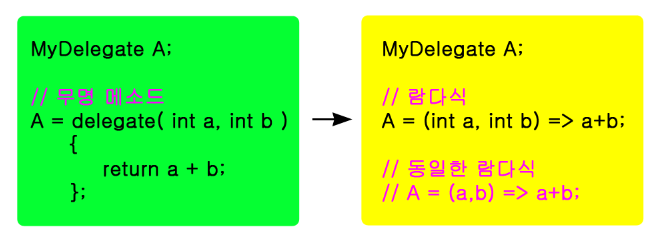 MyDelegate A;
// 무명 메소드
A = delegate( int a, int b )
{
return a + b;
};
MyDelegate A;
// 람다식
A = (int a, int b) => a+b;
// 동일한 람다식
// A = (a,b) => a+b;